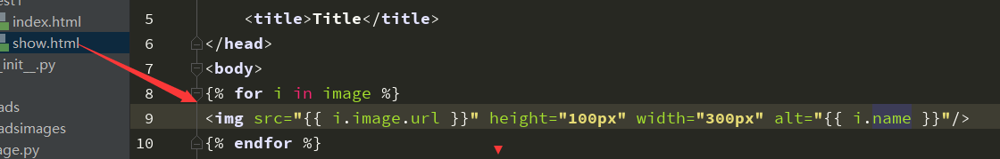 est1
index.html
show.html
_init__.py
ads
adsimages
age.py
5 <title>Title</title>
6 </head>
7 <body>
8 {% for i in image %}
9 <img src="{{ i.image.url }}" height="100px" width="300px" alt="{{ i.name }}"/>
10 {% endfor %}